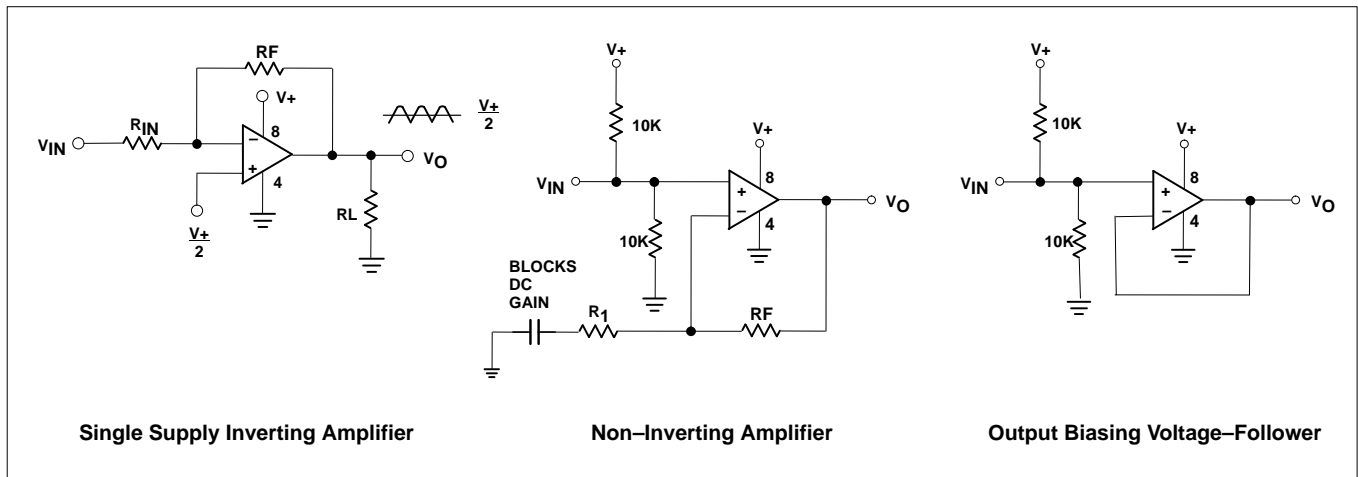 RF
V+
8
V+
2
VIN
RIN
−
+
4
VO
RL
V+
2
Single Supply Inverting Amplifier
V+
10K
V+
8
VIN
+
−
4
VO
10K
BLOCKS
DC
GAIN
R1
RF
Non–Inverting Amplifier
V+
10K
V+
8
VIN
+
−
4
VO
10K
Output Biasing Voltage–Follower